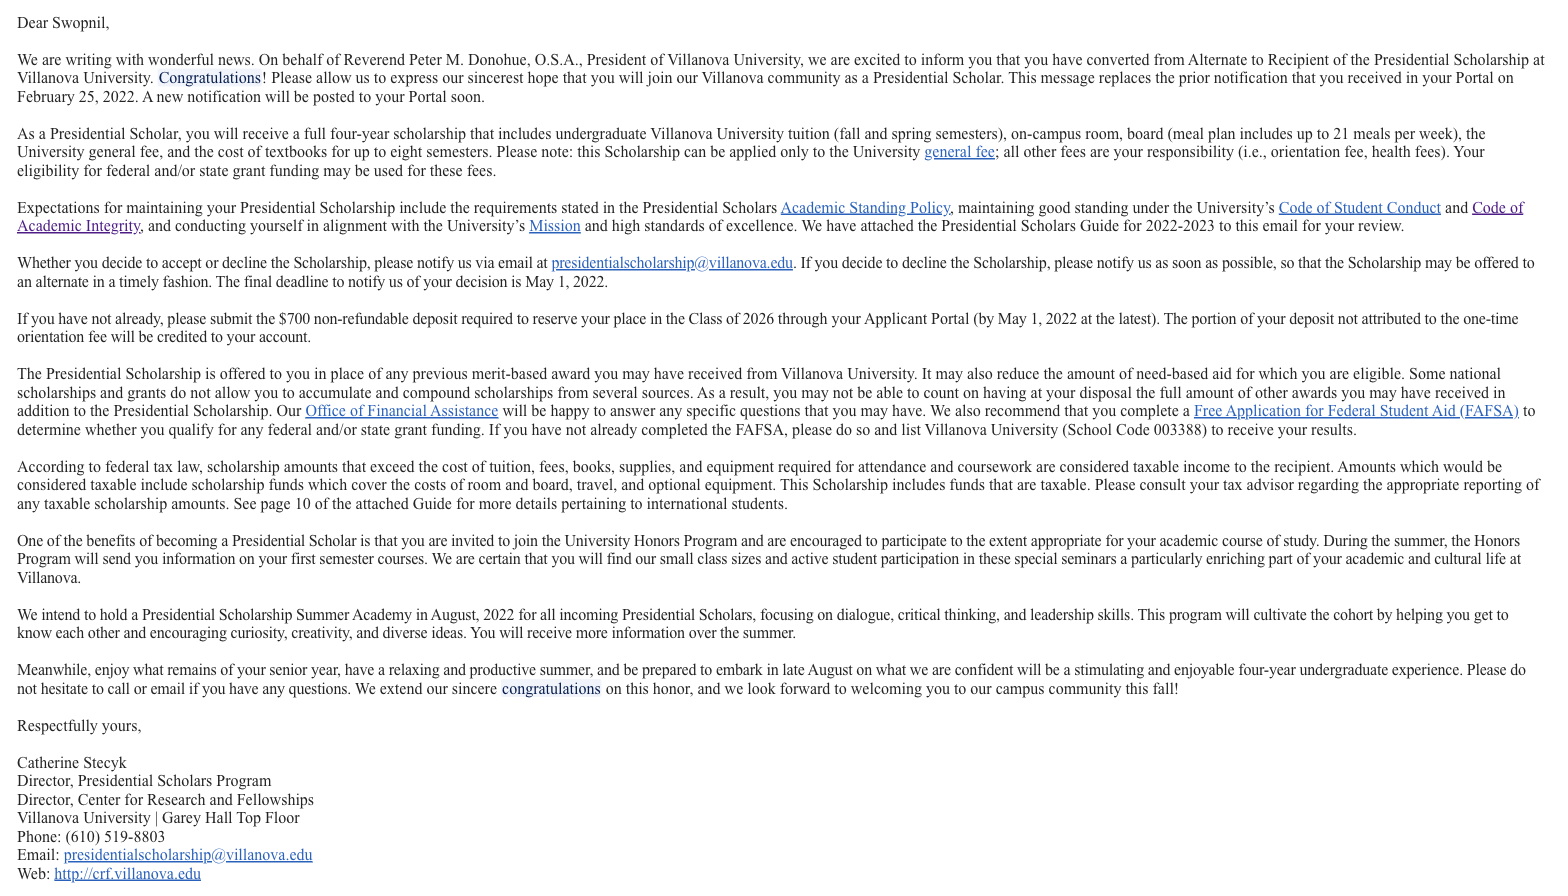 Dear Swopnil,
We are writing with wonderful news. On behalf of Reverend Peter M. Donohue, O.S.A., President of Villanova University, we are excited to inform you that you have converted from Alternate to Recipient of the Presidential Scholarship at
Villanova University. Congratulations! Please allow us to express our sincerest hope that you will join our Villanova community as a Presidential Scholar. This message replaces the prior notification that you received in your Portal on
February 25, 2022. A new notification will be posted to your Portal soon.
As a Presidential Scholar, you will receive a full four-year scholarship that includes undergraduate Villanova University tuition (fall and spring semesters), on-campus room, board (meal plan includes up to 21 meals per week), the
University general fee, and the cost of textbooks for up to eight semesters. Please note: this Scholarship can be applied only to the University general fee; all other fees are your responsibility (i.e., orientation fee, health fees). Your
eligibility for federal and/or state grant funding may be used for these fees.
Expectations for maintaining your Presidential Scholarship include the requirements stated in the Presidential Scholars Academic Standing Policy, maintaining good standing under the University’s Code of Student Conduct and Code of
Academic Integrity, and conducting yourself in alignment with the University’s Mission and high standards of excellence. We have attached the Presidential Scholars Guide for 2022-2023 to this email for your review.
Whether you decide to accept or decline the Scholarship, please notify us via email at presidentialscholarship@villanova.edu. If you decide to decline the Scholarship, please notify us as soon as possible, so that the Scholarship may be offered to
an alternate in a timely fashion. The final deadline to notify us of your decision is May 1, 2022.
If you have not already, please submit the $700 non-refundable deposit required to reserve your place in the Class of 2026 through your Applicant Portal (by May 1, 2022 at the latest). The portion of your deposit not attributed to the one-time
orientation fee will be credited to your account.
The Presidential Scholarship is offered to you in place of any previous merit-based award you may have received from Villanova University. It may also reduce the amount of need-based aid for which you are eligible. Some national
scholarships and grants do not allow you to accumulate and compound scholarships from several sources. As a result, you may not be able to count on having at your disposal the full amount of other awards you may have received in
addition to the Presidential Scholarship. Our Office of Financial Assistance will be happy to answer any specific questions that you may have. We also recommend that you complete a Free Application for Federal Student Aid (FAFSA) to
determine whether you qualify for any federal and/or state grant funding. If you have not already completed the FAFSA, please do so and list Villanova University (School Code 003388) to receive your results.
According to federal tax law, scholarship amounts that exceed the cost of tuition, fees, books, supplies, and equipment required for attendance and coursework are considered taxable income to the recipient. Amounts which would be
considered taxable include scholarship funds which cover the costs of room and board, travel, and optional equipment. This Scholarship includes funds that are taxable. Please consult your tax advisor regarding the appropriate reporting of
any taxable scholarship amounts. See page 10 of the attached Guide for more details pertaining to international students.
One of the benefits of becoming a Presidential Scholar is that you are invited to join the University Honors Program and are encouraged to participate to the extent appropriate for your academic course of study. During the summer, the Honors
Program will send you information on your first semester courses. We are certain that you will find our small class sizes and active student participation in these special seminars a particularly enriching part of your academic and cultural life at
Villanova.
We intend to hold a Presidential Scholarship Summer Academy in August, 2022 for all incoming Presidential Scholars, focusing on dialogue, critical thinking, and leadership skills. This program will cultivate the cohort by helping you get to
know each other and encouraging curiosity, creativity, and diverse ideas. You will receive more information over the summer.
Meanwhile, enjoy what remains of your senior year, have a relaxing and productive summer, and be prepared to embark in late August on what we are confident will be a stimulating and enjoyable four-year undergraduate experience. Please do
not hesitate to call or email if you have any questions. We extend our sincere congratulations on this honor, and we look forward to welcoming you to our campus community this fall!
Respectfully yours,
Catherine Stecyk
Director, Presidential Scholars Program
Director, Center for Research and Fellowships
Villanova University | Garey Hall Top Floor
Phone: (610) 519-8803
Email: presidentialscholarship@villanova.edu
Web: http://crf.villanova.edu